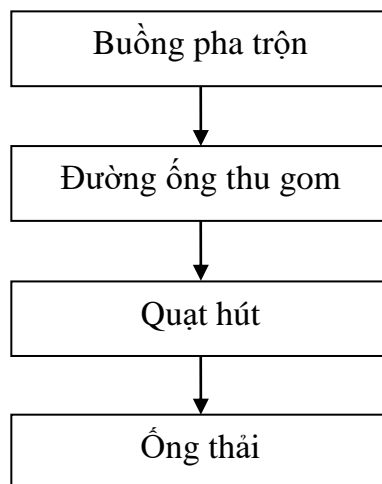 Buồng pha trộn
Đường ống thu gom
Quạt hút
Ống thải